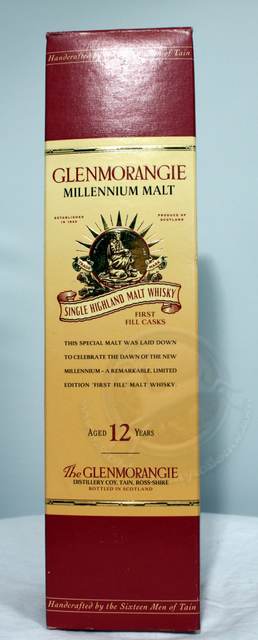 Handcrafted by the Sixteen Men of Tain
GLENMORANGIE
MILLENNIUM MALT
ESTABLISHED
IN 1843
PRODUCE OF
SCOTLAND
SINGLE HIGHLAND MALT WHISKY
FIRST
FILL CASKS
THIS SPECIAL MALT WAS LAID DOWN
TO CELEBRATE THE DAWN OF THE NEW
MILLENNIUM – A REMARKABLE, LIMITED
EDITION 'FIRST FILL' MALT WHISKY.
AGED 12 YEARS
The GLENMORANGIE
DISTILLERY COY, TAIN, ROSS-SHIRE
BOTTLED IN SCOTLAND
Handcrafted by the Sixteen Men of Tain